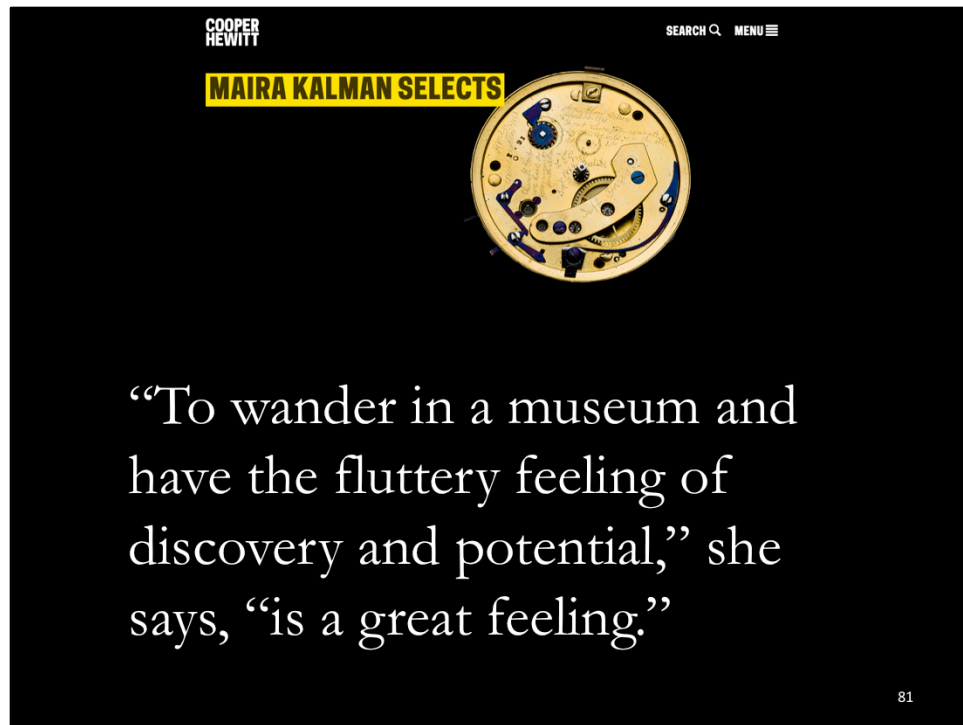 COOPER
HEWITT
SEARCH MENU
MAIRA KALMAN SELECTS
“To wander in a museum and
have the fluttery feeling of
discovery and potential,” she
says, “is a great feeling.”
81